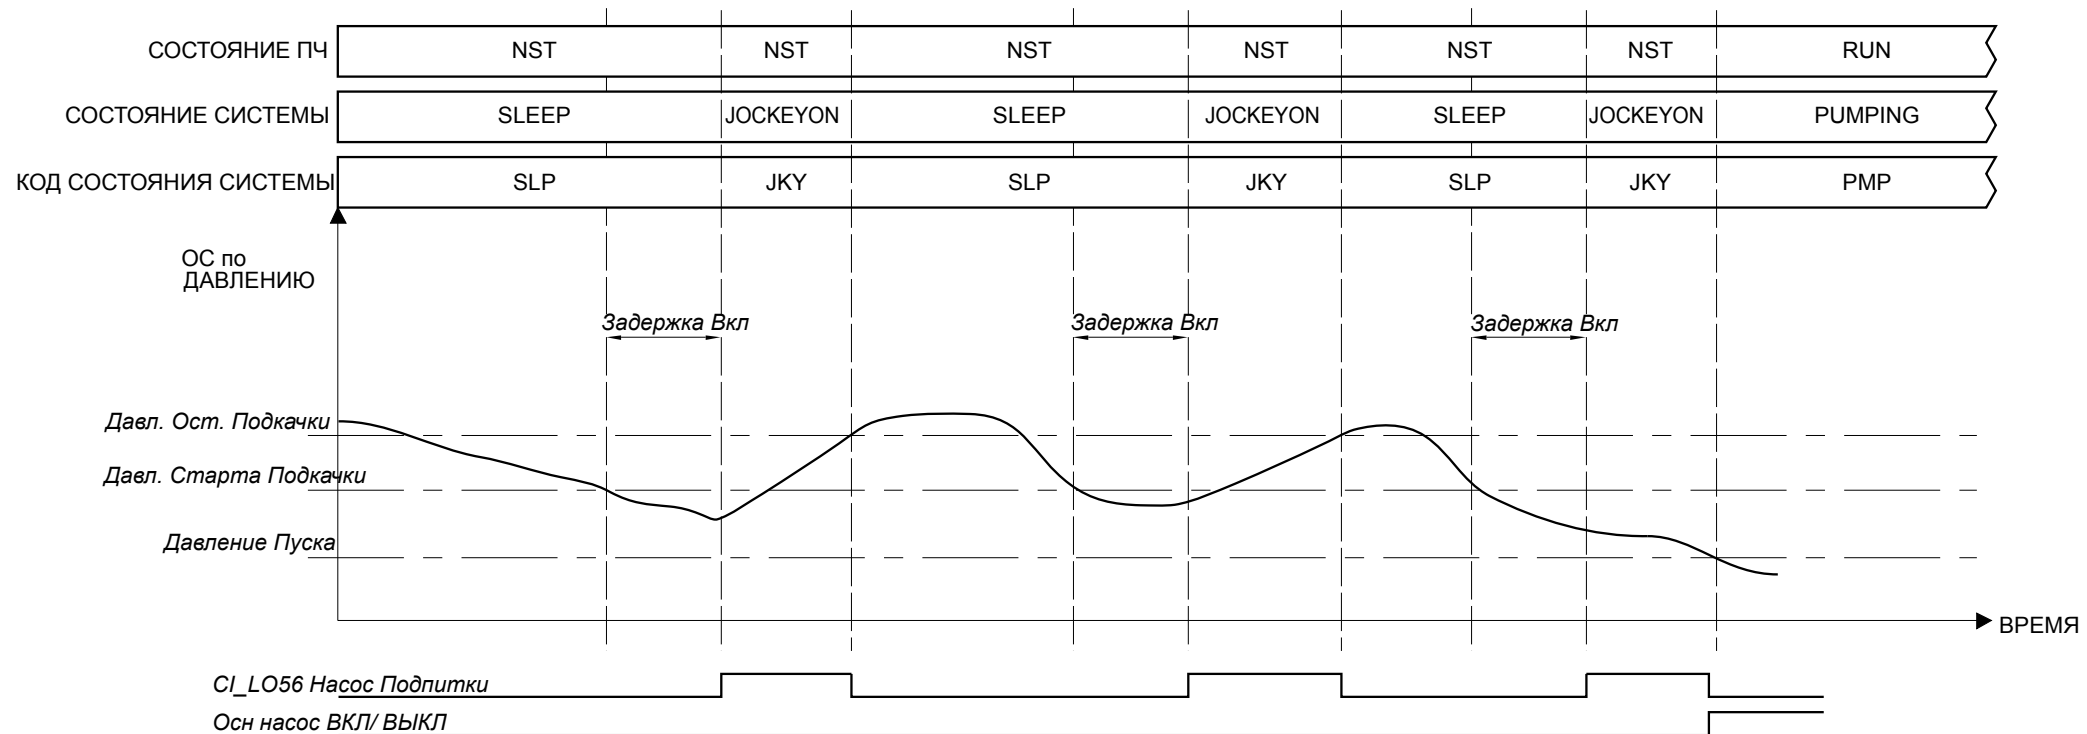 СОСТОЯНИЕ ПЧ NST NST NST NST NST NST RUN
СОСТОЯНИЕ СИСТЕМЫ SLEEP JOCKEYON SLEEP JOCKEYON SLEEP JOCKEYON PUMPING
КОД СОСТОЯНИЯ СИСТЕМЫ SLP JKY SLP JKY SLP JKY PMP
ОС по
ДАВЛЕНИЮ
Задержка Вкл Задержка Вкл Задержка Вкл
Давл. Ост. Подкачки
Давл. Старта Подкачки
Давление Пуска
ВРЕМЯ
CI_LO56 Насос Подпитки
Осн насос ВКЛ/ ВЫКЛ